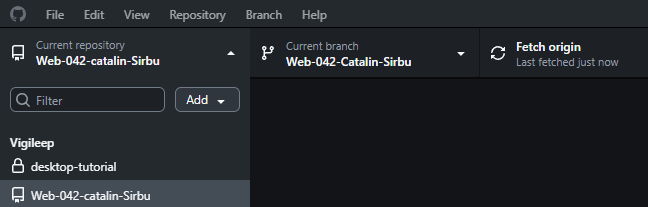 File Edit View Repository Branch Help
Current repository
Web-042-catalin-Sirbu
Current branch
Web-042-Catalin-Sirbu
Fetch origin
Last fetched just now
Filter
Add
Vigileep
desktop-tutorial
Web-042-catalin-Sirbu